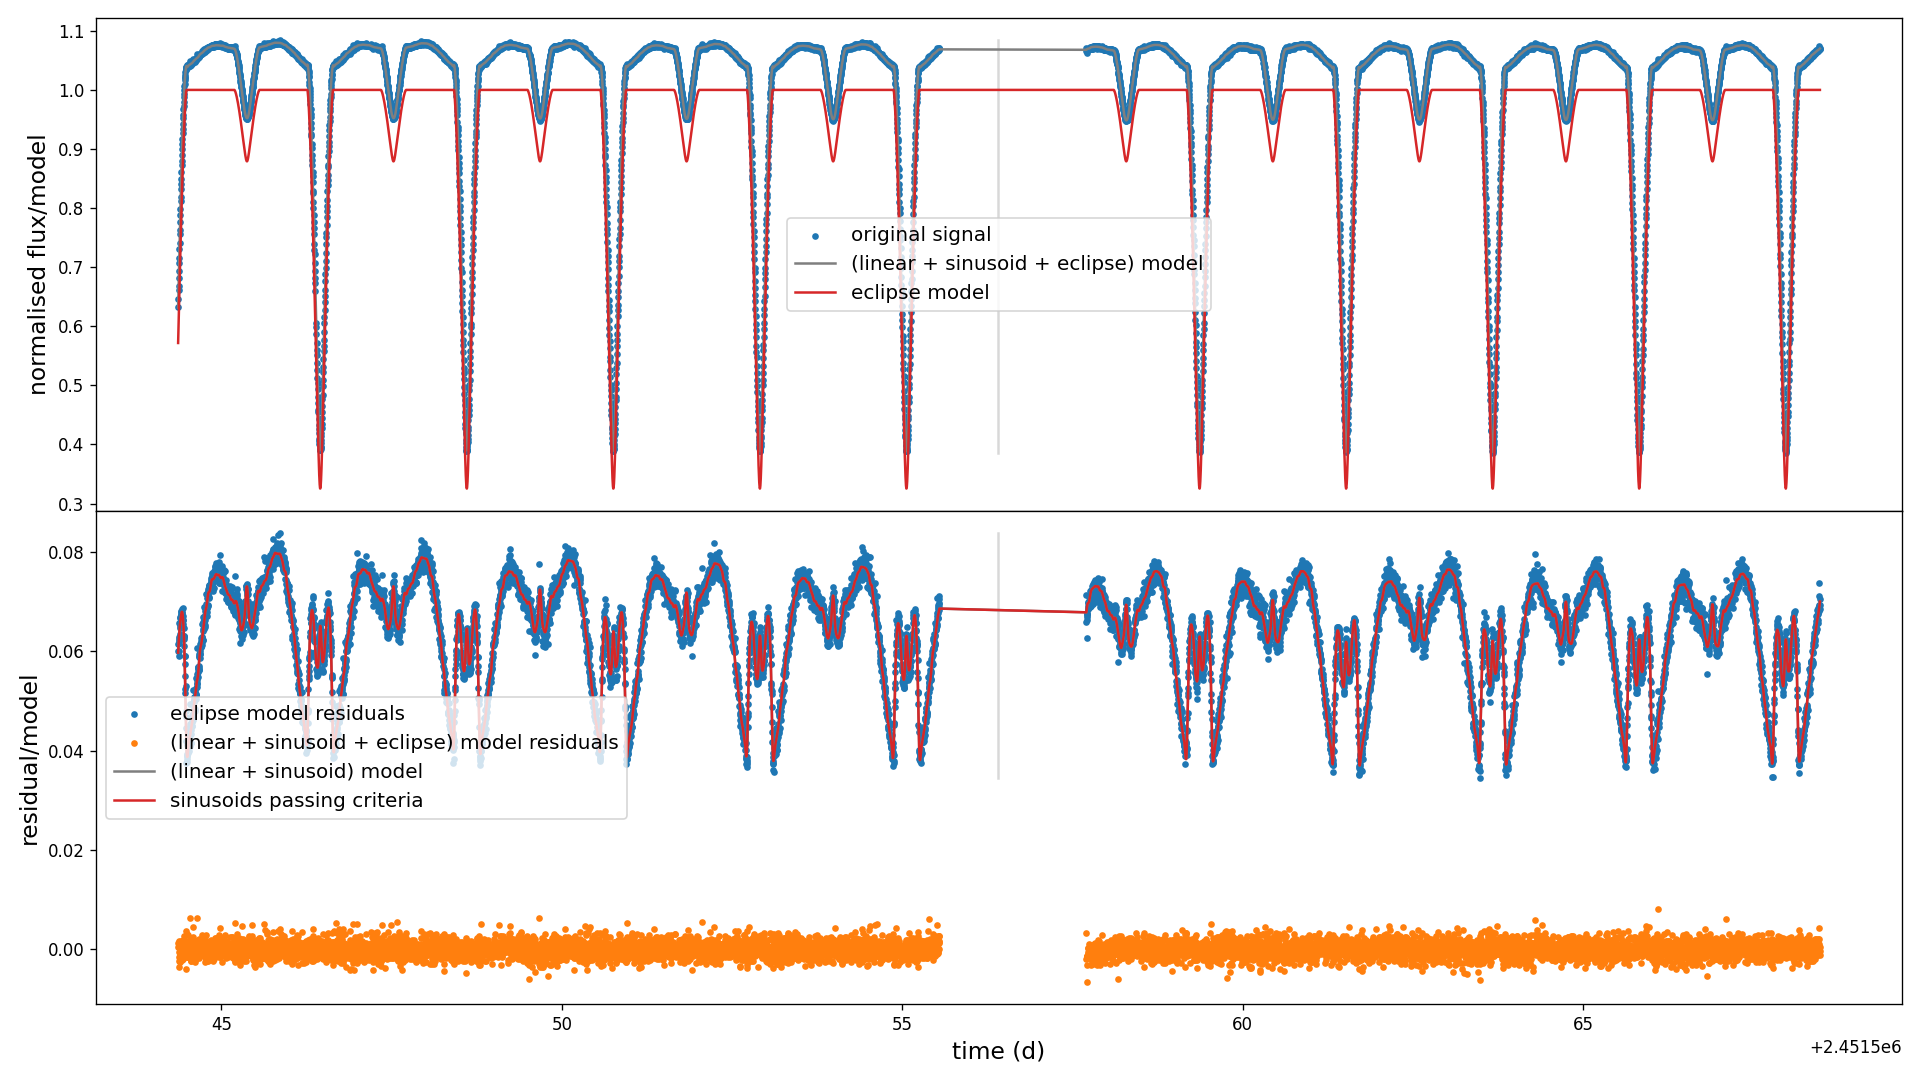 1.1
1.0
0.9
0.8
0.7
0.6
0.5
0.4
0.3
normalised flux/model
original signal
(linear + sinusoid + eclipse) model
eclipse model
0.08
0.06
0.04
0.02
0.00
residual/model
eclipse model residuals
(linear + sinusoid + eclipse) model residuals
(linear + sinusoid) model
sinusoids passing criteria
45 50 55 60 65
time (d)
+2.4515e6